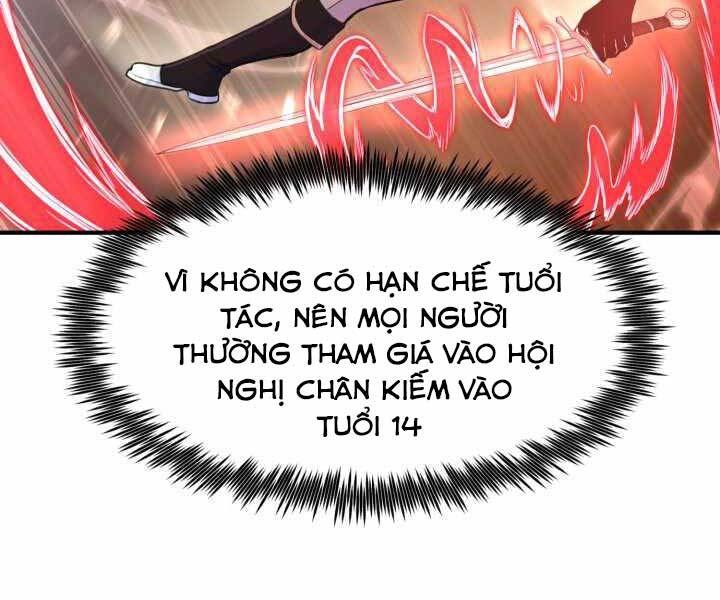 VÌ KHÔNG CÓ HẠN CHẾ TUỔI
TÁC, NÊN MỌI NGƯỜI
THƯỜNG THAM GIÁ VÀO HỘI
NGHỊ CHÂN KIẾM VÀO
TUỔI 14